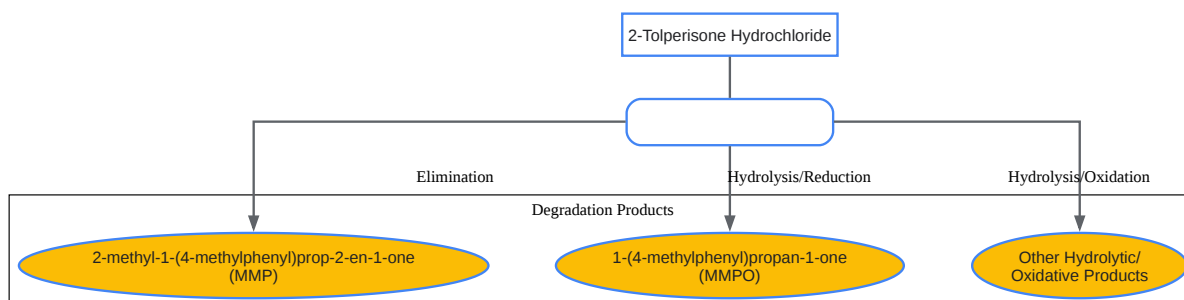 2-Tolperisone Hydrochloride
Elimination
Hydrolysis/Reduction
Hydrolysis/Oxidation
Degradation Products
2-methyl-1-(4-methylphenyl)prop-2-en-1-one
(MMP)
1-(4-methylphenyl)propan-1-one
(MMPO)
Other Hydrolytic/
Oxidative Products